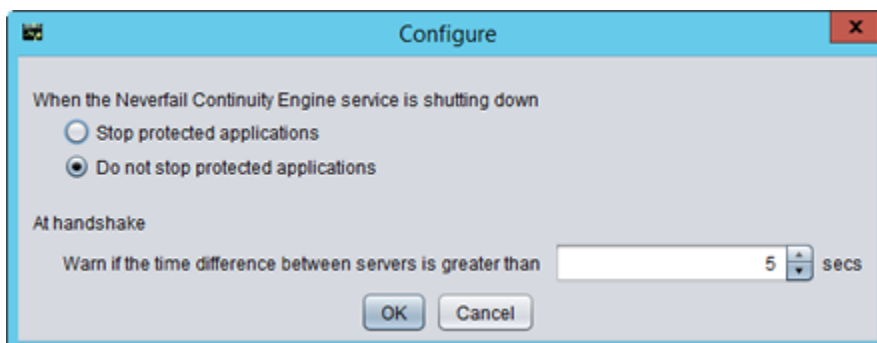 Configure
x
When the Neverfail Continuity Engine service is shutting down
Stop protected applications
Do not stop protected applications
At handshake
Warn if the time difference between servers is greater than 5 secs
OK Cancel